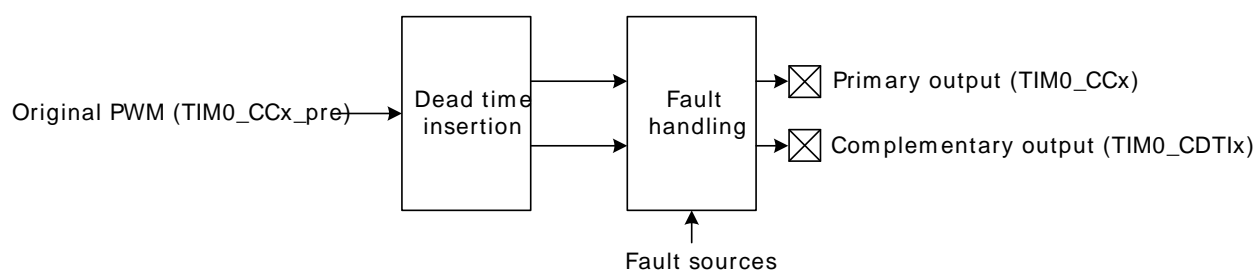 Original PWM (TIM0_CCx_pre)
Dead time
insertion
Fault
handling
Primary output (TIM0_CCx)
Complementary output (TIM0_CDTIx)
Fault sources